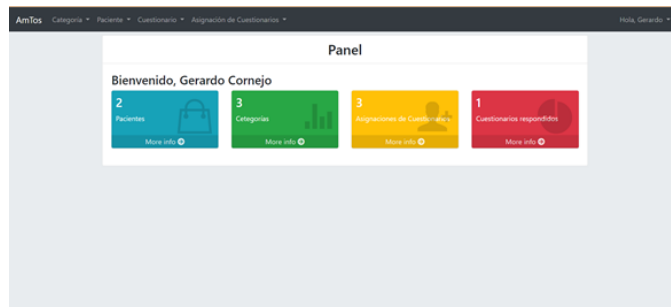 AmTos Categoría Paciente Cuestionario Asignación de Cuestionarios Hola, Gerardo
Panel
Bienvenido, Gerardo Cornejo
2 3 3 1
Pacientes Categorías Asignaciones de Cuestionarios Cuestionarios respondidos
More info More info More info More info